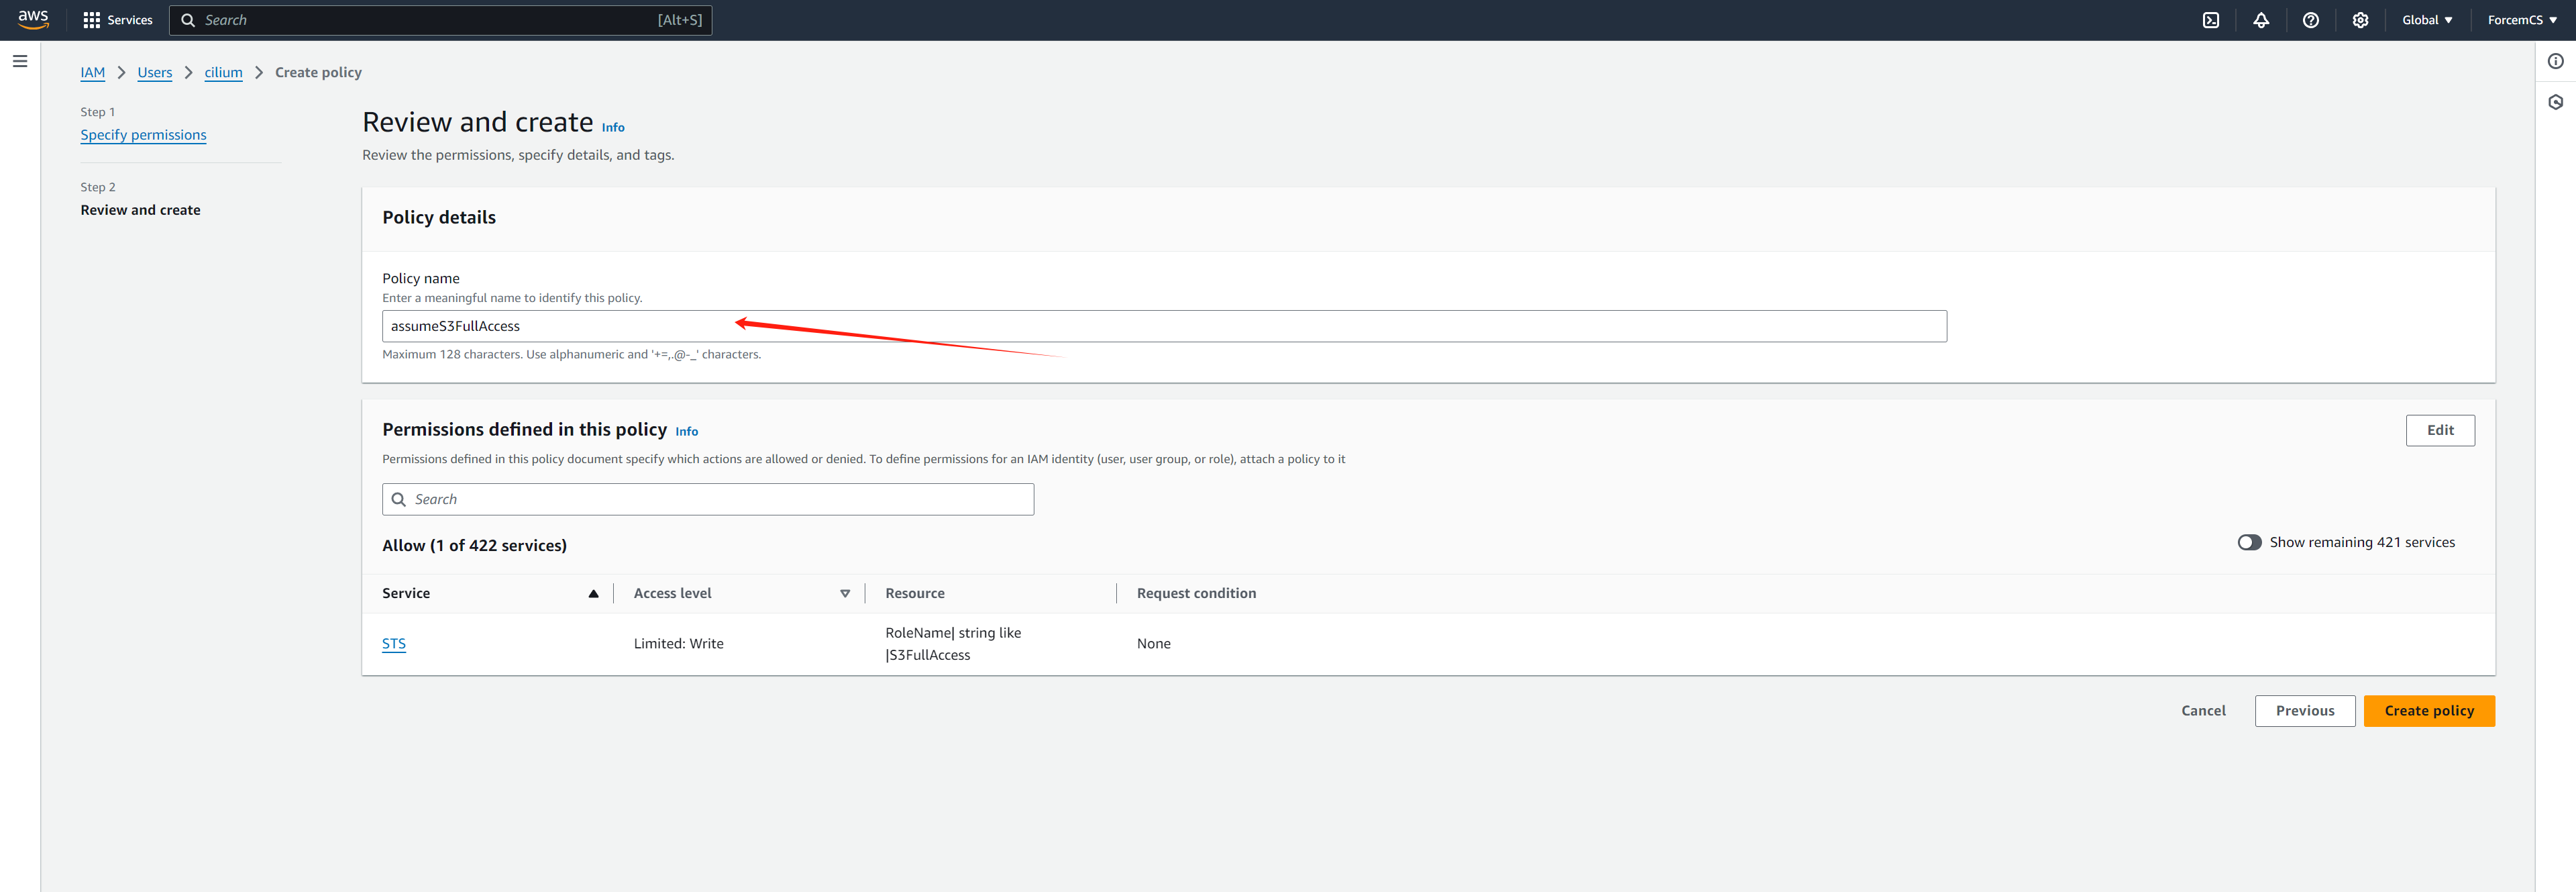 aws
Services
Search
[Alt+S]
Global
ForcemCS
IAM
Users
cilium
Create policy
Step 1
Specify permissions
Step 2
Review and create
Review and create Info
Review the permissions, specify details, and tags.
Policy details
Policy name
Enter a meaningful name to identify this policy.
assumeS3FullAccess
Maximum 128 characters. Use alphanumeric and '+=,.@-_' characters.
Permissions defined in this policy Info
Edit
Permissions defined in this policy document specify which actions are allowed or denied. To define permissions for an IAM identity (user, user group, or role), attach a policy to it
Search
Allow (1 of 422 services)
Show remaining 421 services
Service
Access level
Resource
Request condition
STS
Limited: Write
RoleName| string like
|S3FullAccess
None
Cancel
Previous
Create policy